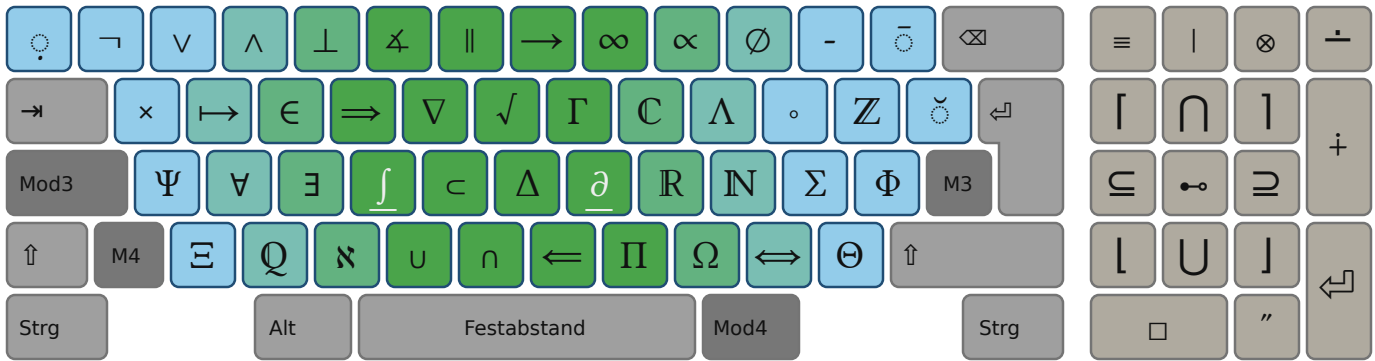 ◌̣ ¬ ∨ ∧ ⊥ ∡ ∥ → ∞ ∝ ∅ - ◌̄ ⌫ ≡ ∣ ⊗ ∸
⇥ × ↦ ∈ ⇒ ∇ √ Γ ℂ Λ ∘ ℤ ◌̆ ⏎ ⌈ ⋂ ⌉ ∔
Mod3 Ψ ∀ ∃ ∫ ⊂ Δ ∂ ℝ ℕ Σ Φ M3 ⊆ ⊷ ⊇
⇧ M4 Ξ ℚ ℵ ∪ ∩ ⇐ Π Ω ⇔ Θ ⇧ ⌊ ⋃ ⌋ ⏎
Strg Alt Festabstand Mod4 Strg □ ″